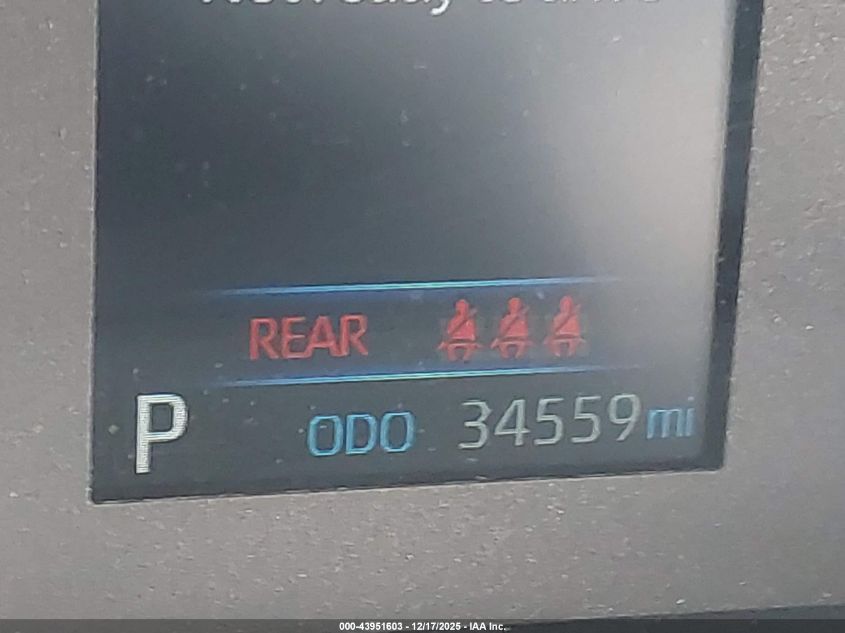 REAR
P ODO 34559 mi
000-43951603 - 12/17/2025 - IAA Inc.